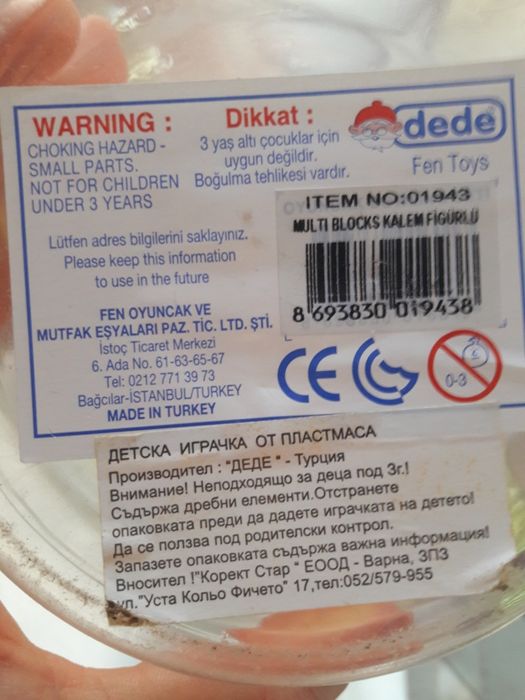 WARNING :
CHOKING HAZARD -
SMALL PARTS.
NOT FOR CHILDREN
UNDER 3 YEARS
Dikkat :
3 yaş altı çocuklar için
uygun değildir.
Boğulma tehlikesi vardır.
dede
Fen Toys
ITEM NO:01943
MULTI BLOCKS KALEM FİGÜRLÜ
8 693830 019438
Lütfen adres bilgilerini saklayınız.
Please keep this information
to use in the future
FEN OYUNCAK VE
MUTFAK EŞYALARI PAZ. TİC. LTD. ŞTİ.
İstoç Ticaret Merkezi
6. Ada No. 61-63-65-67
Tel: 0212 771 39 73
Bağcılar-İSTANBUL/TURKEY
MADE IN TURKEY
CE
0-3
ДЕТСКА ИГРАЧКА ОТ ПЛАСТМАСА
Производител : "ДЕДЕ " - Турция
Внимание! Неподходящо за деца под 3г.!
Съдържа дребни елементи.Отстранете
опаковката преди да дадете играчката на детето!
Да се ползва под родителски контрол.
Запазете опаковката съдържа важна информация!
Вносител !"Корект Стар " ЕООД - Варна, ЗПЗ
ул."Уста Кольо Фичето" 17,тел:052/579-955